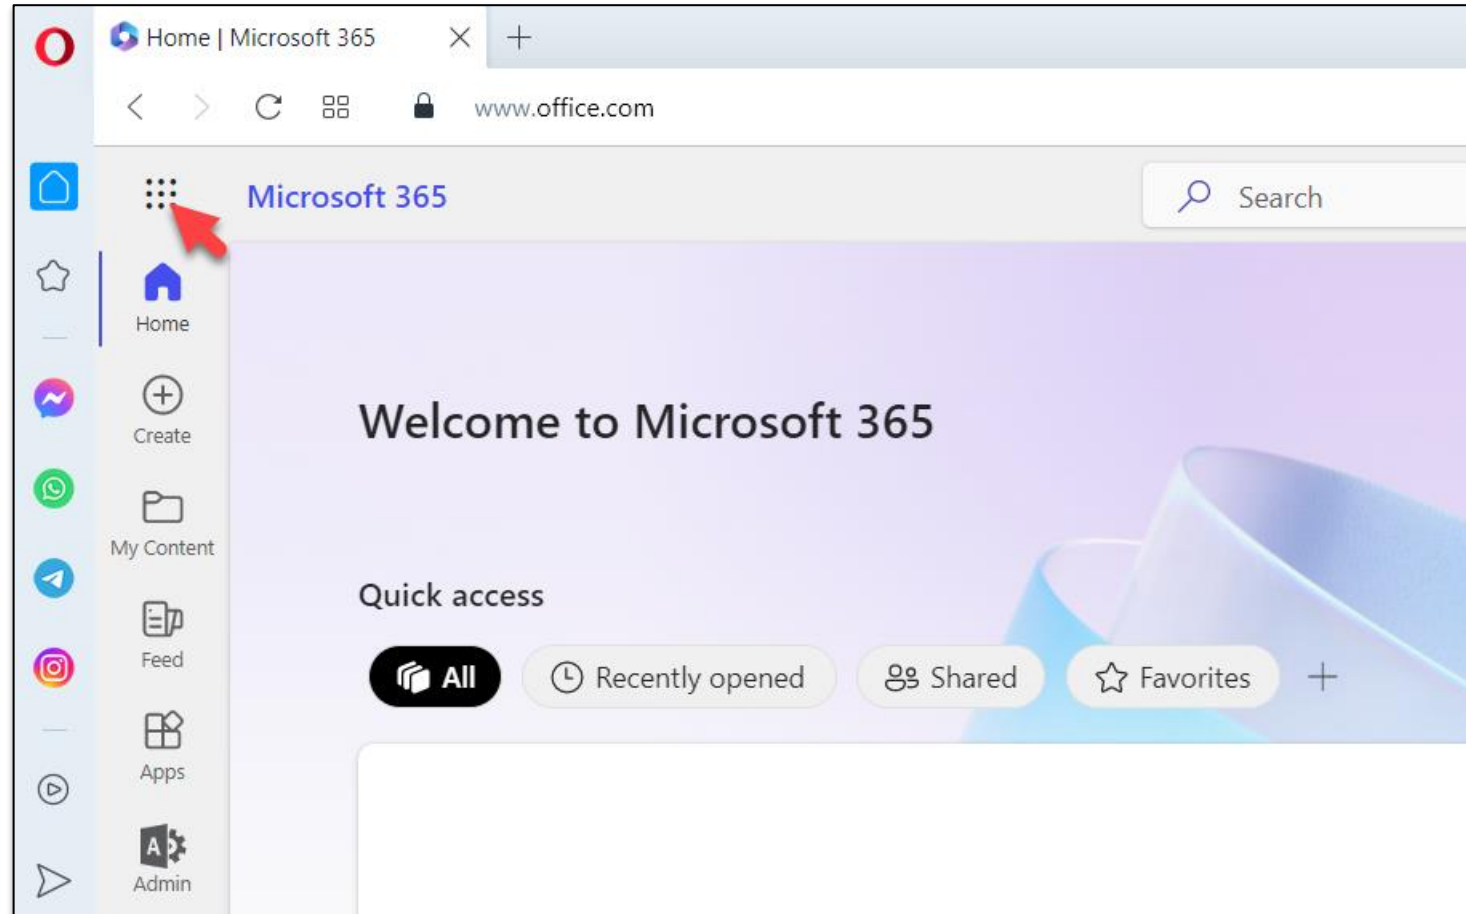 Home | Microsoft 365
www.office.com
Microsoft 365
Search
Home
Create
My Content
Feed
Apps
Admin
Welcome to Microsoft 365
Quick access
All
Recently opened
Shared
Favorites